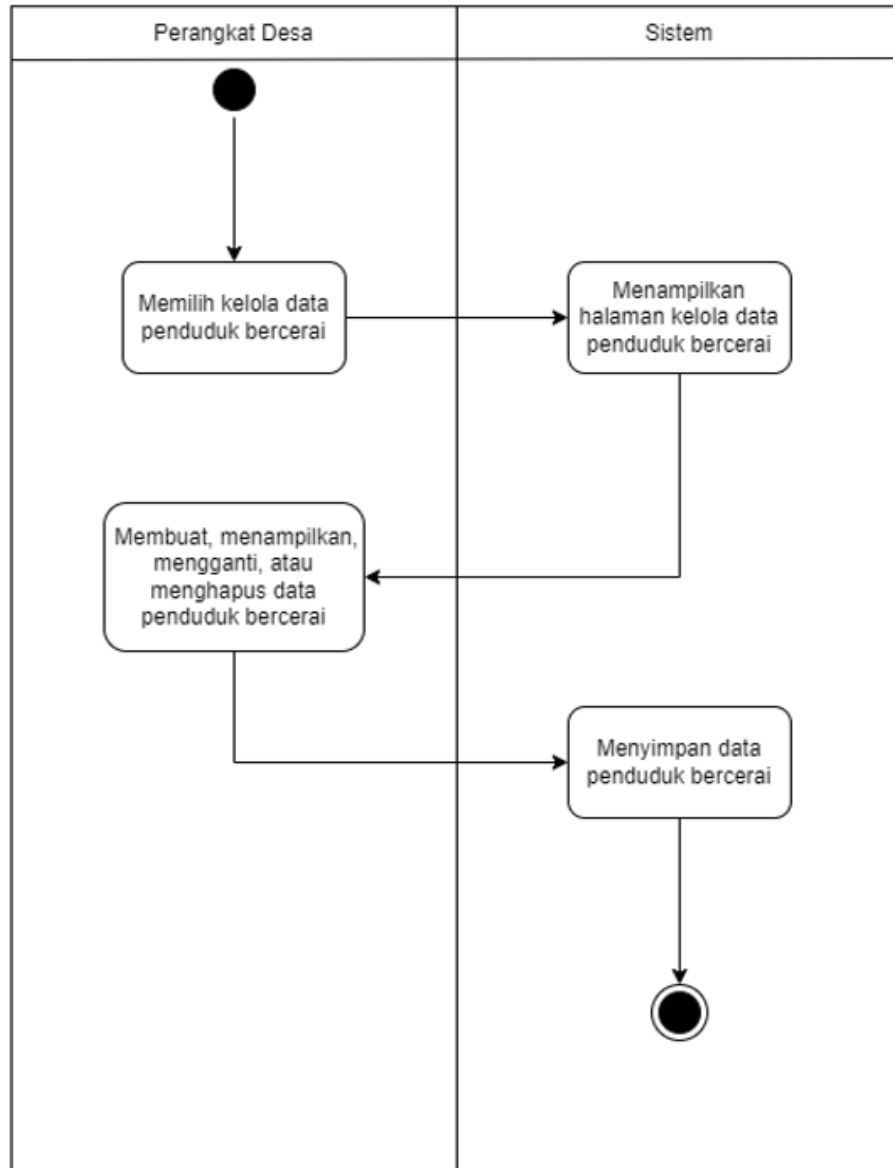 Perangkat Desa
Sistem
Memilih kelola data
penduduk bercerai
Menampilkan
halaman kelola data
penduduk bercerai
Membuat, menampilkan,
mengganti, atau
menghapus data
penduduk bercerai
Menyimpan data
penduduk bercerai